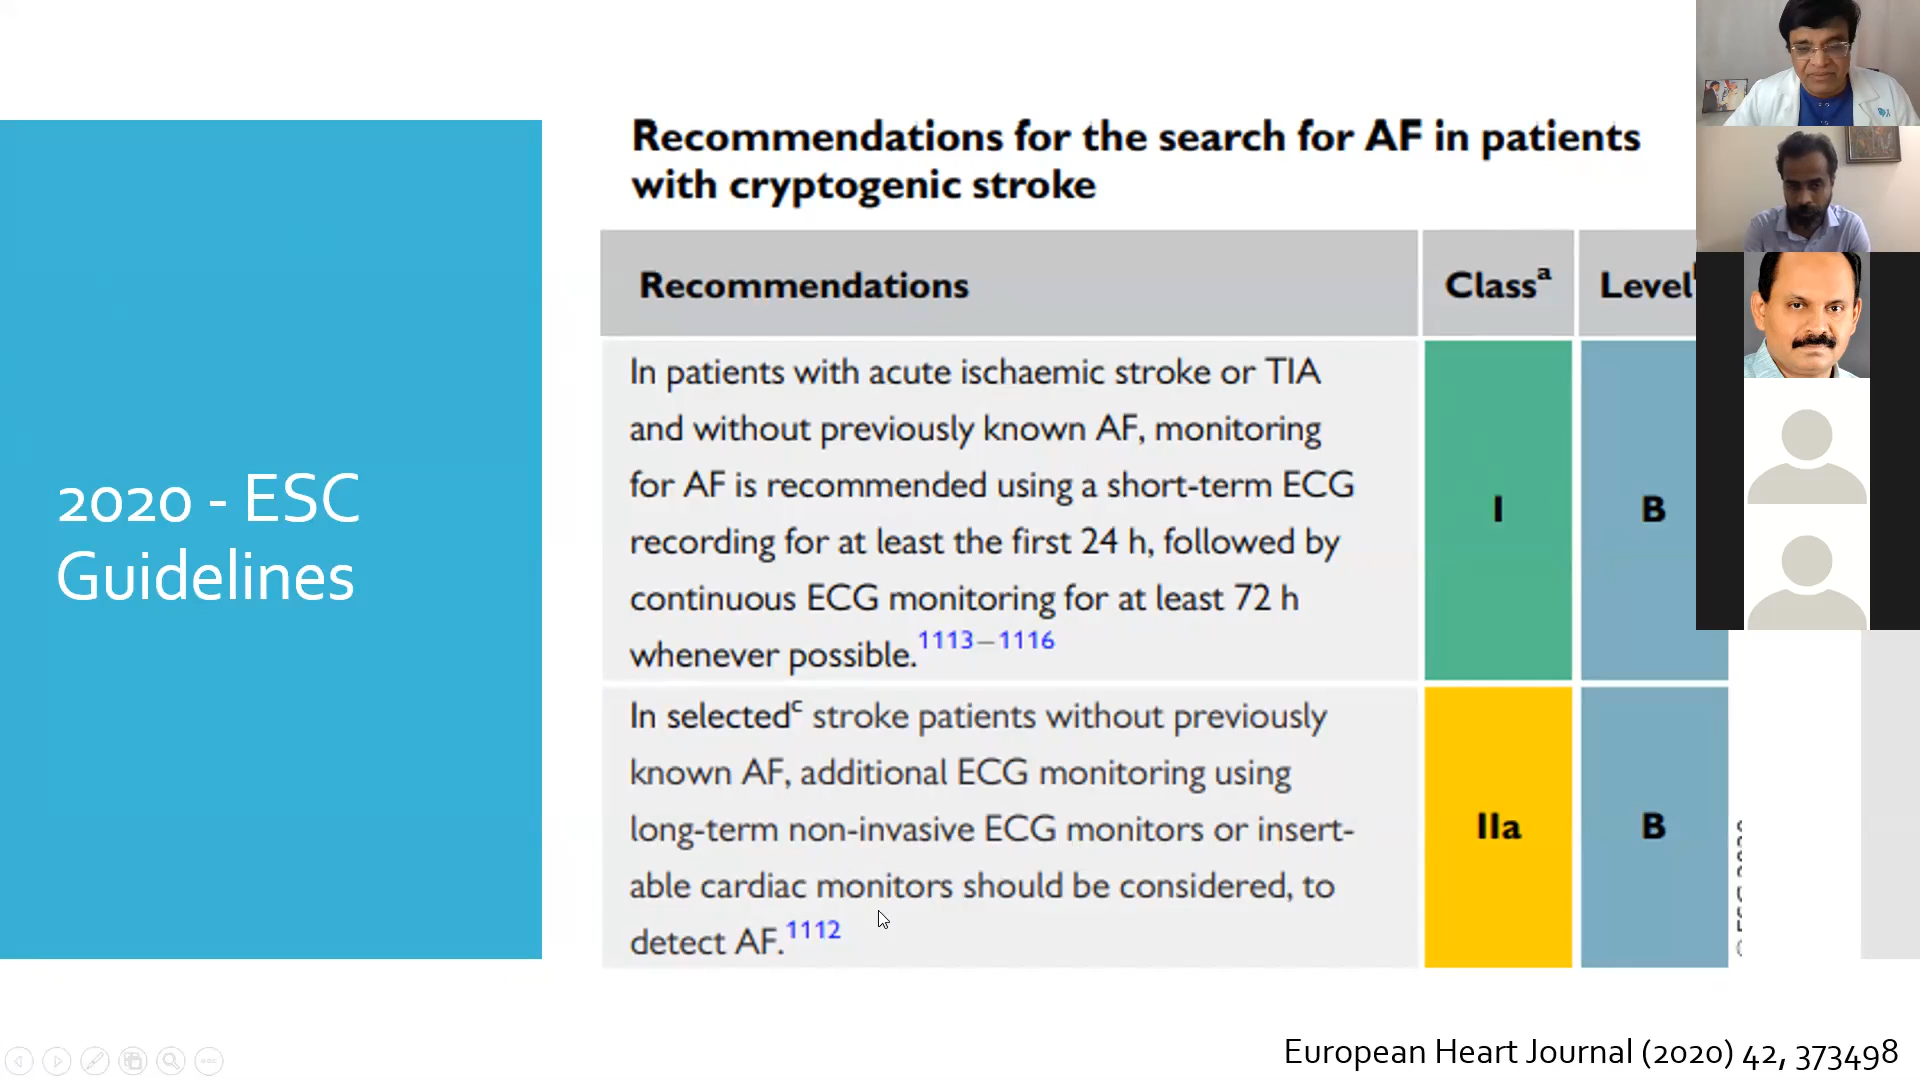 2020 - ESC
Guidelines
Recommendations for the search for AF in patients
with cryptogenic stroke
Recommendations
Classᵃ
Level
In patients with acute ischaemic stroke or TIA
and without previously known AF, monitoring
for AF is recommended using a short-term ECG
recording for at least the first 24 h, followed by
continuous ECG monitoring for at least 72 h
whenever possible.1113–1116
I
B
In selectedᶜ stroke patients without previously
known AF, additional ECG monitoring using
long-term non-invasive ECG monitors or insert-
able cardiac monitors should be considered, to
detect AF.1112
IIa
B
European Heart Journal (2020) 42, 373498